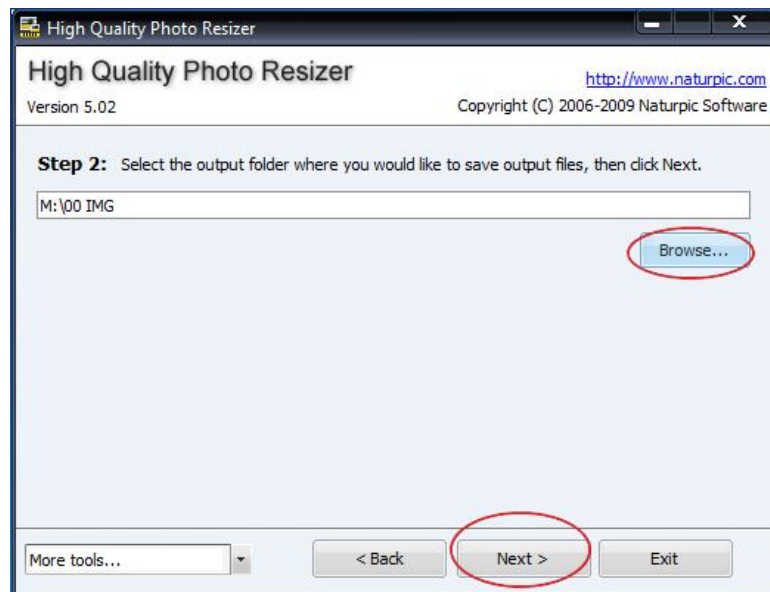 High Quality Photo Resizer
High Quality Photo Resizer
http://www.naturpic.com
Version 5.02
Copyright (C) 2006-2009 Naturpic Software
Step 2: Select the output folder where you would like to save output files, then click Next.
M:\00 IMG
Browse...
More tools...
< Back
Next >
Exit